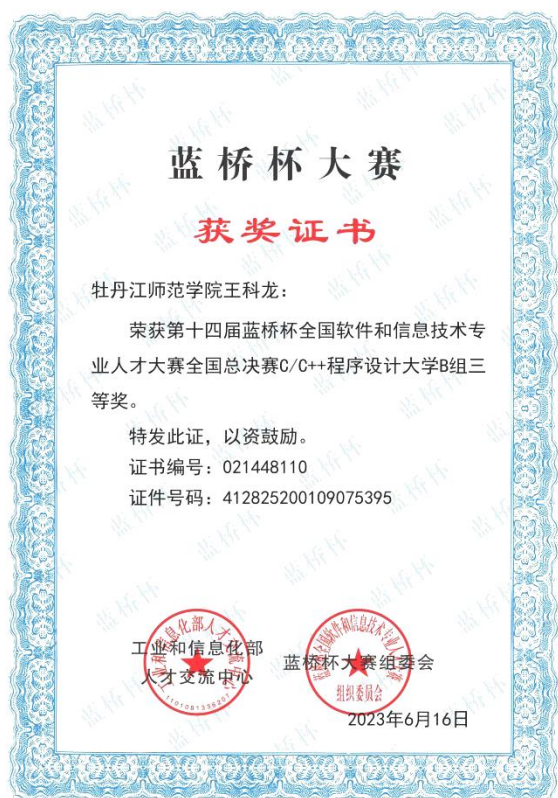 蓝桥杯大赛
获奖证书
牡丹江师范学院王科龙：
荣获第十四届蓝桥杯全国软件和信息技术专
业人才大赛全国总决赛C/C++程序设计大学B组三
等奖。
特发此证，以资鼓励。
证书编号：021448110
证件号码：412825200109075395
工业和信息化部
人才交流中心
蓝桥杯大赛组委会
组织委员会
2023年6月16日